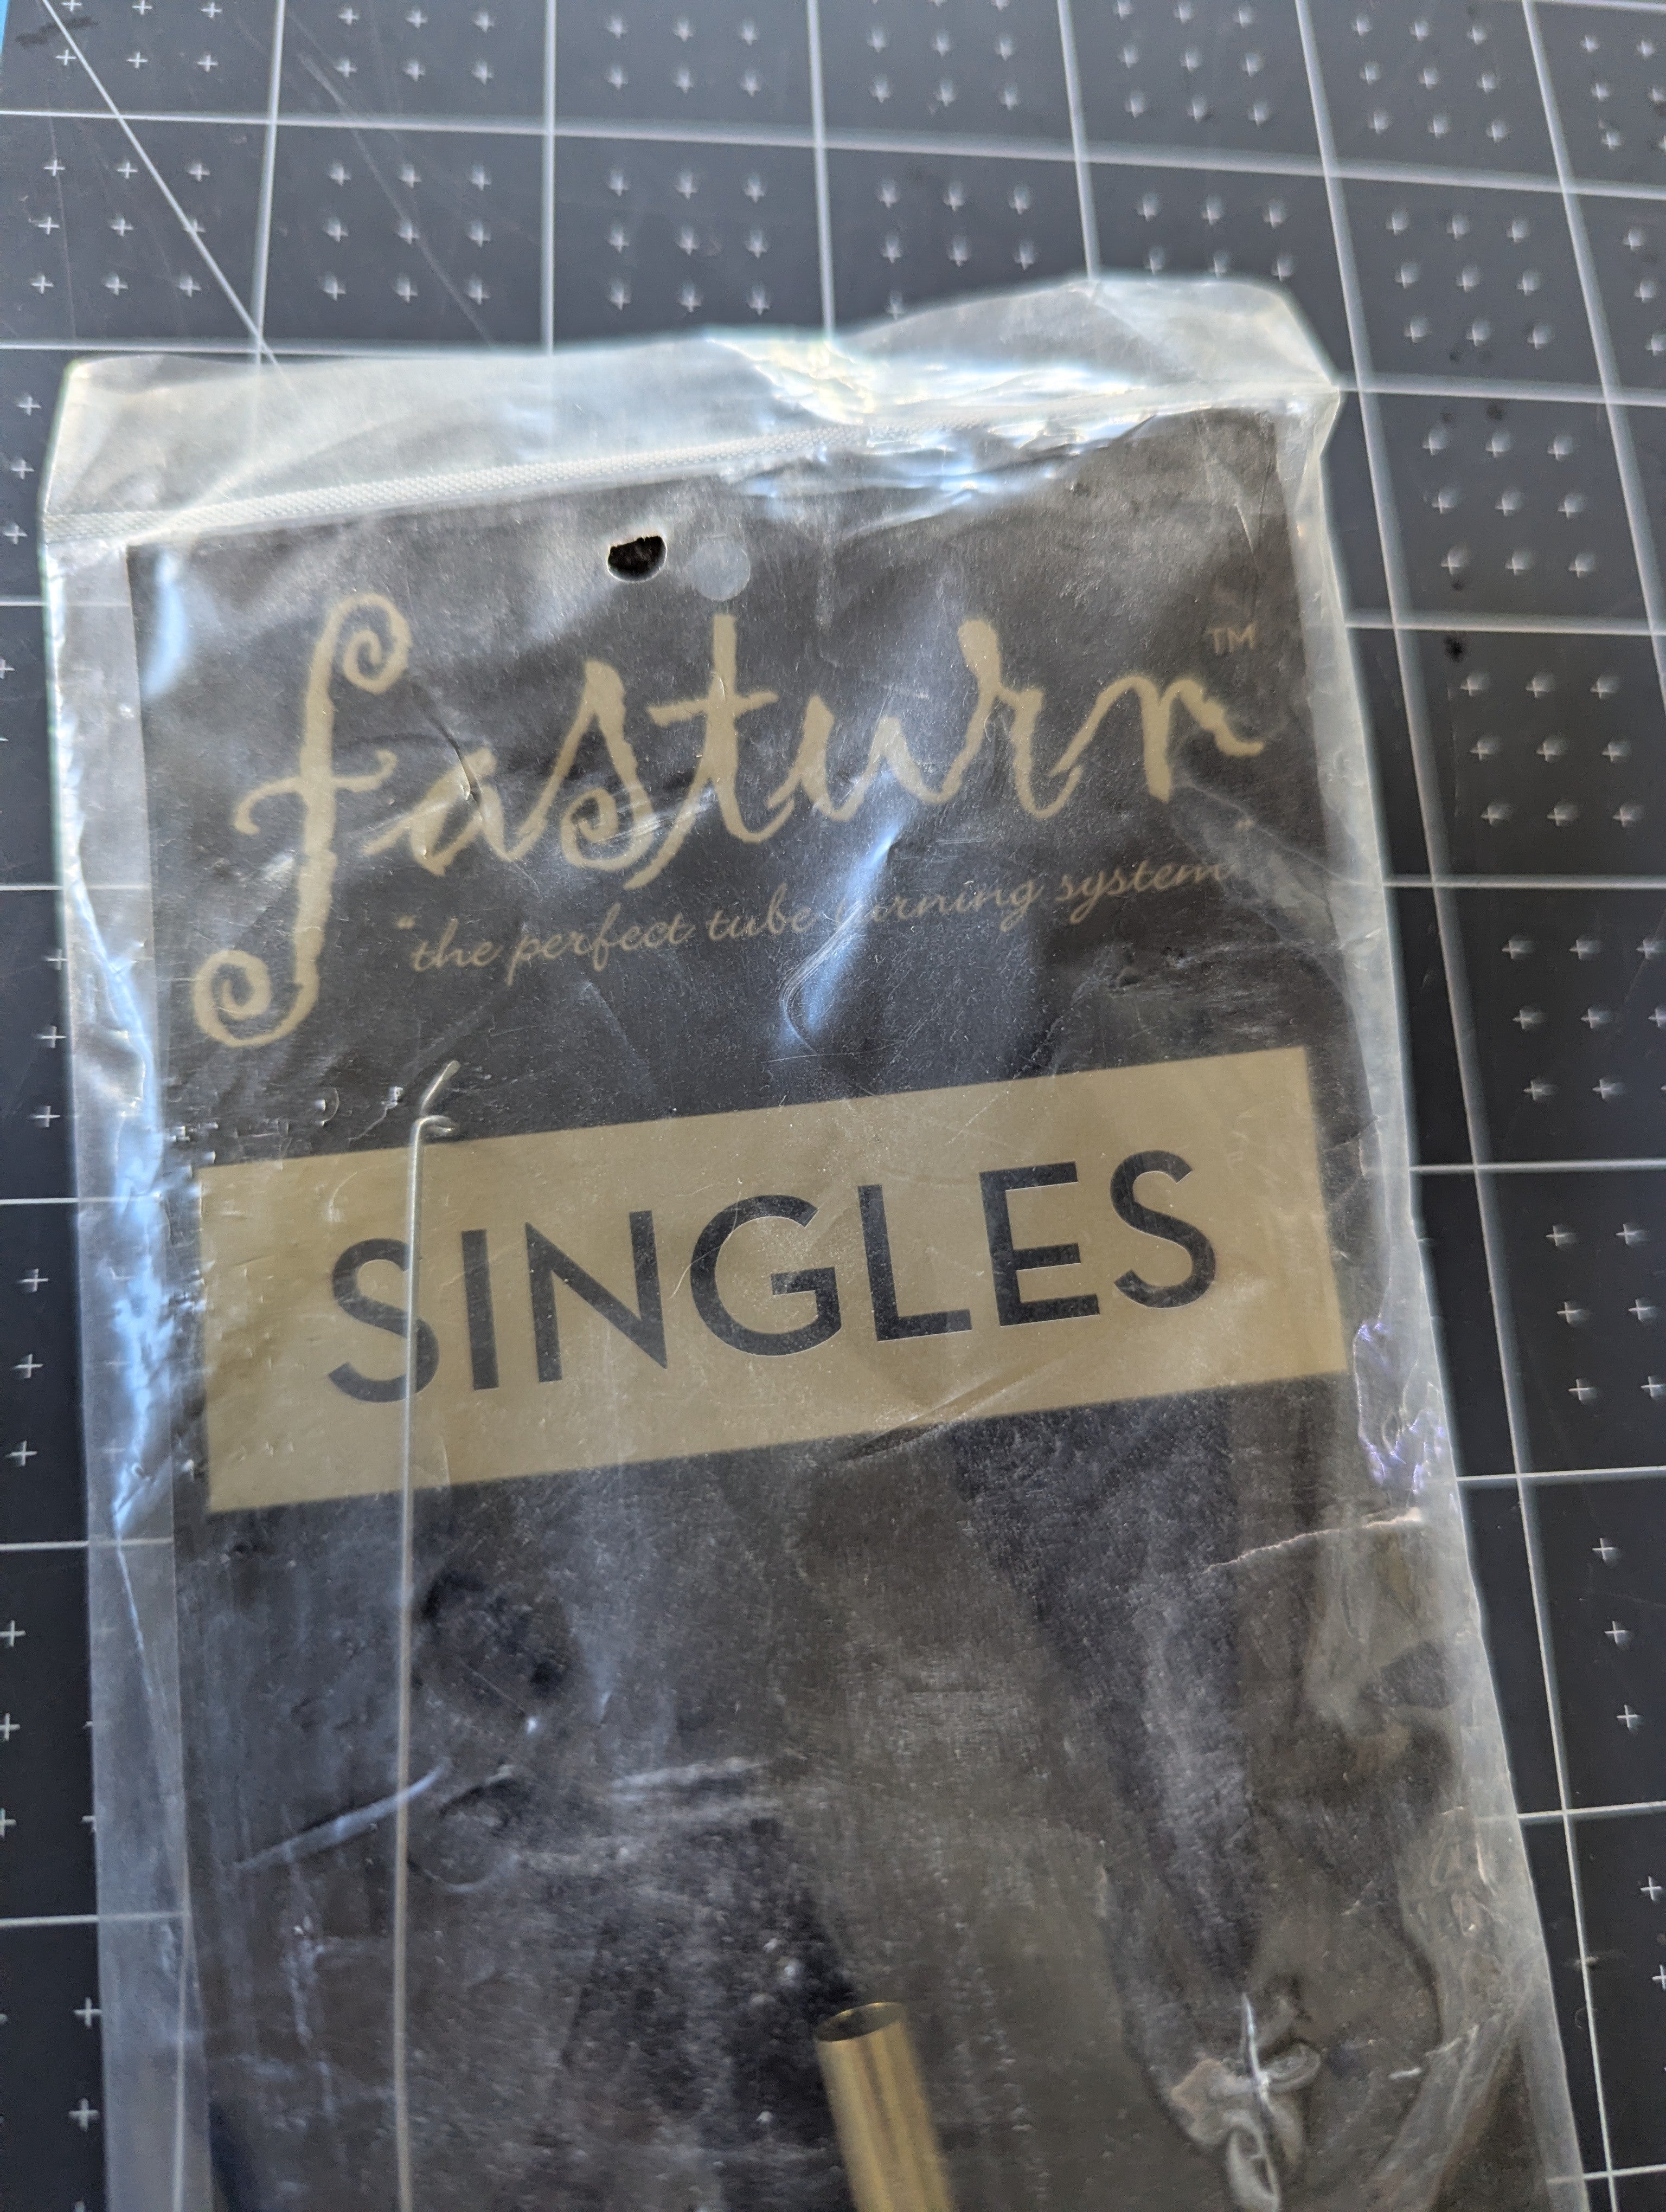 fasturn™
"the perfect tube turning system"
SINGLES